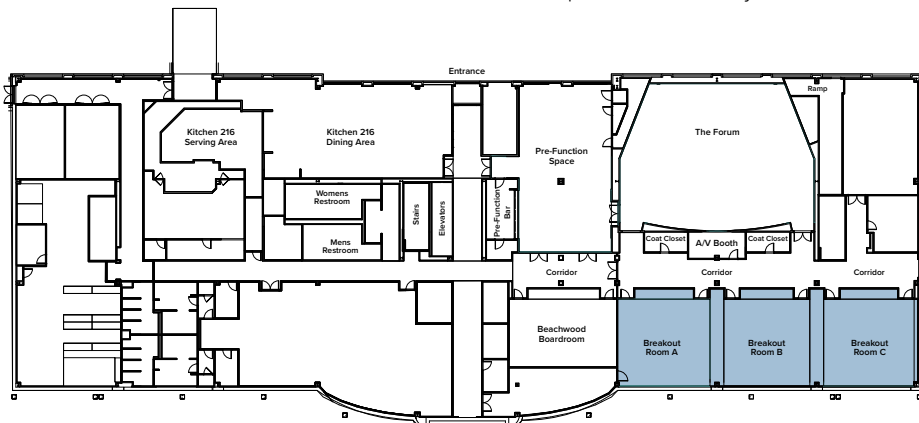 Entrance
Ramp
Kitchen 216
Serving Area
Kitchen 216
Dining Area
Pre-Function
Space
The Forum
Womens
Restroom
Stairs
Elevators
Pre-Function
Bar
Mens
Restroom
Coat Closet
A/V Booth
Coat Closet
Corridor
Corridor
Corridor
Beachwood
Boardroom
Breakout
Room A
Breakout
Room B
Breakout
Room C